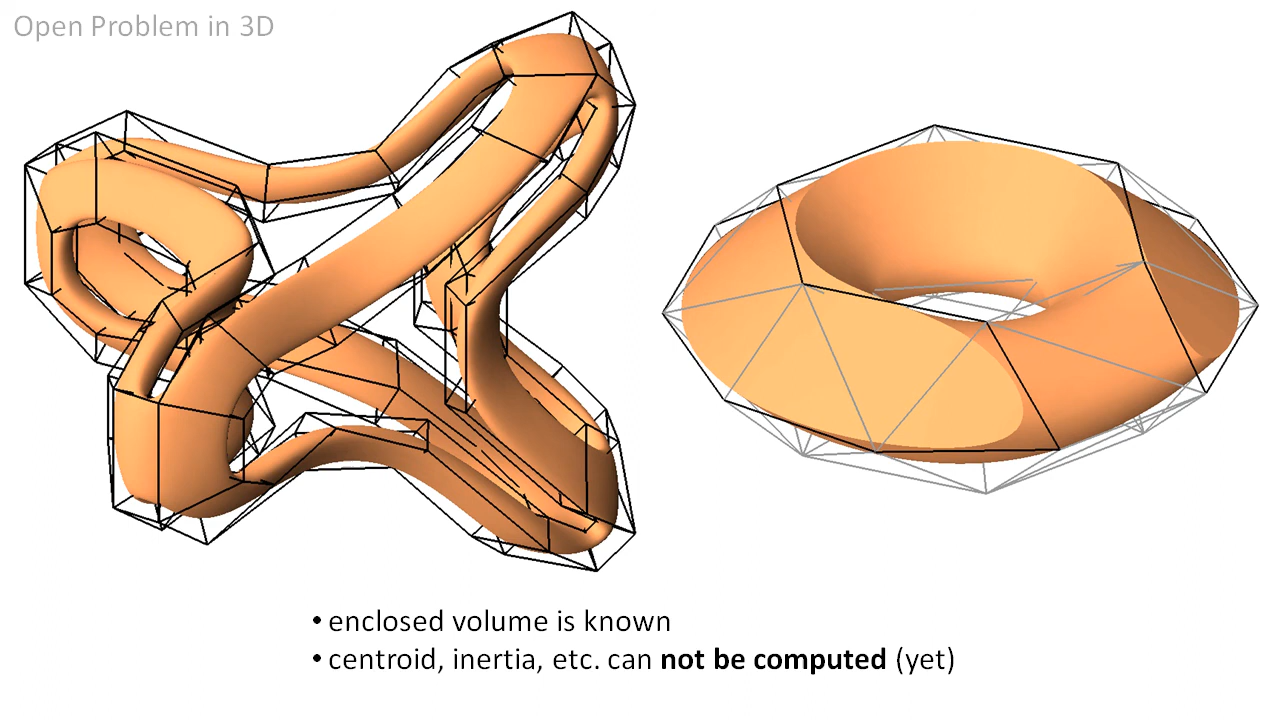 Open Problem in 3D
• enclosed volume is known
• centroid, inertia, etc. can not be computed (yet)